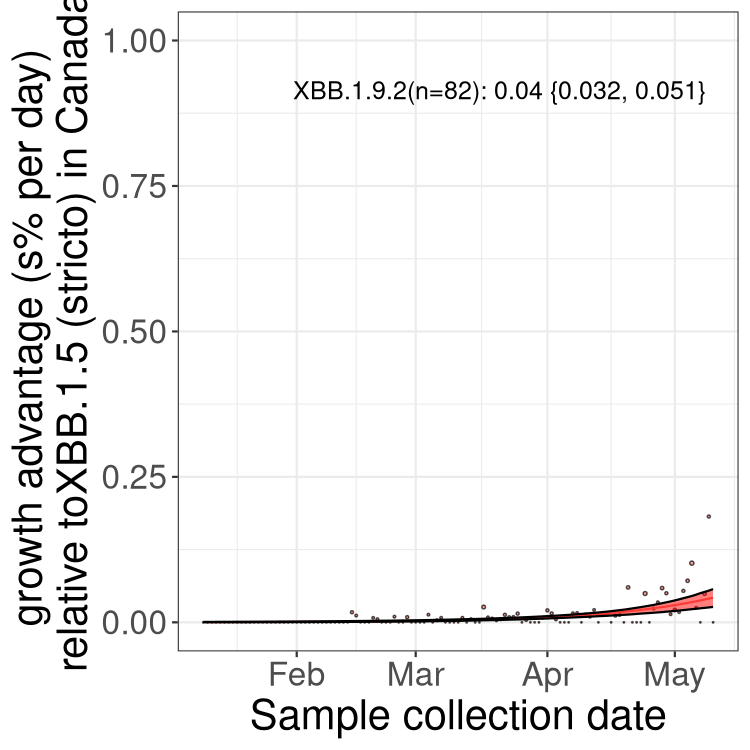 growth advantage (s% per day)
relative toXBB.1.5 (stricto) in Canada
1.00
0.75
0.50
0.25
0.00
XBB.1.9.2(n=82): 0.04 {0.032, 0.051}
Feb Mar Apr May
Sample collection date